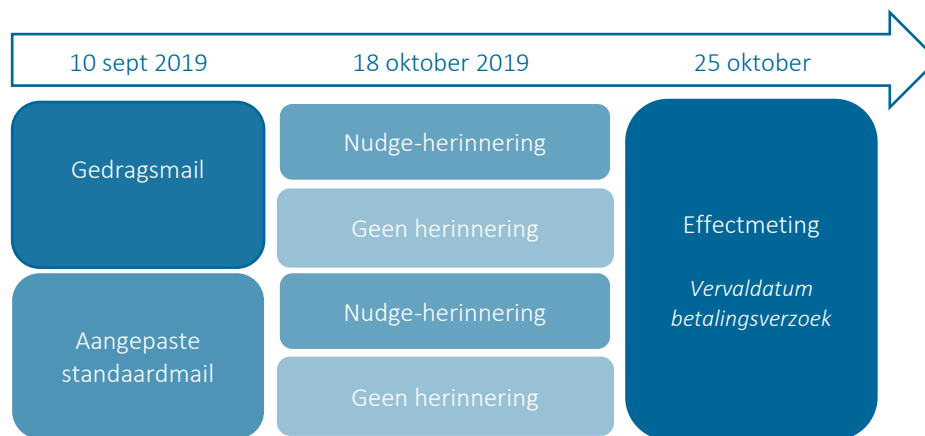 10 sept 2019
18 oktober 2019
25 oktober
Gedragsmail
Nudge-herinnering
Geen herinnering
Aangepaste
standaardmail
Nudge-herinnering
Geen herinnering
Effectmeting
Vervaldatum
betalingsverzoek